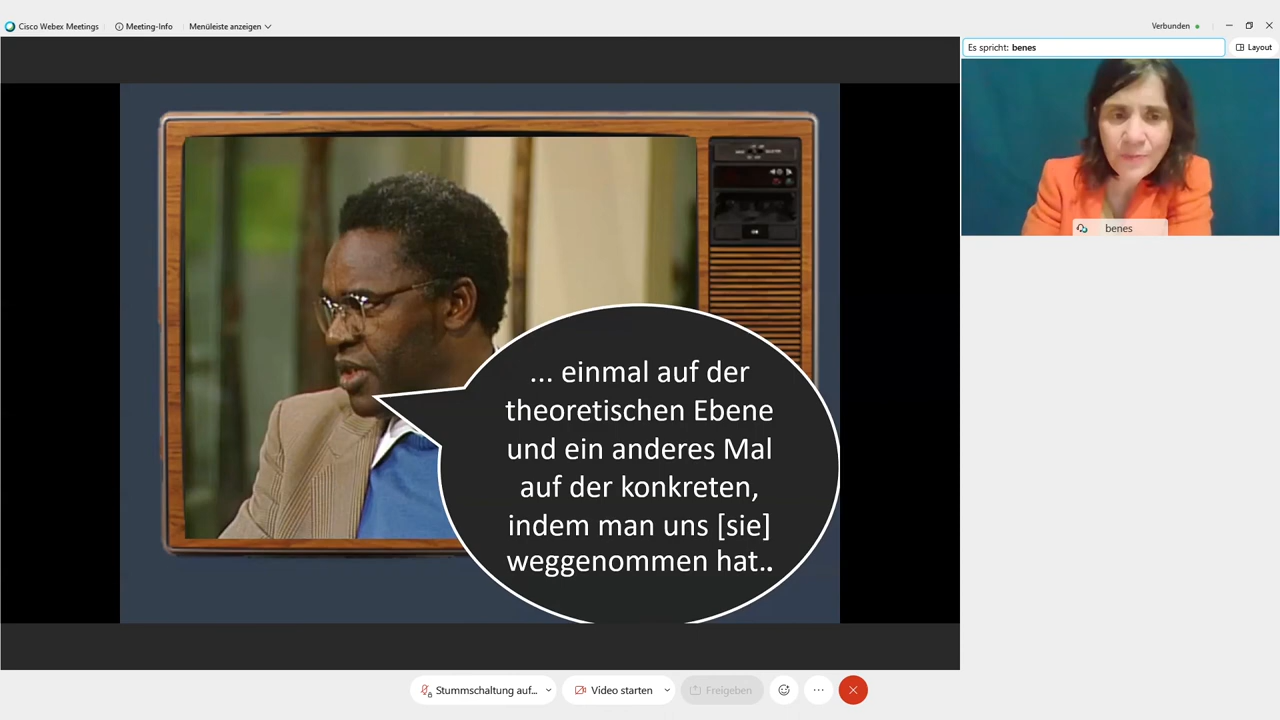 Cisco Webex Meetings
Meeting-Info
Menüleiste anzeigen
Verbunden
Es spricht: benes
Layout
benes
... einmal auf der
theoretischen Ebene
und ein anderes Mal
auf der konkreten,
indem man uns [sie]
weggenommen hat..
Stummschaltung auf...
Video starten
Freigeben